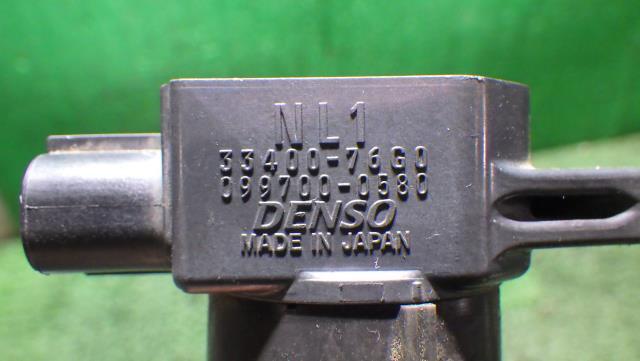 NL1
33400-76G0
099700-0580
DENSO
MADE IN JAPAN